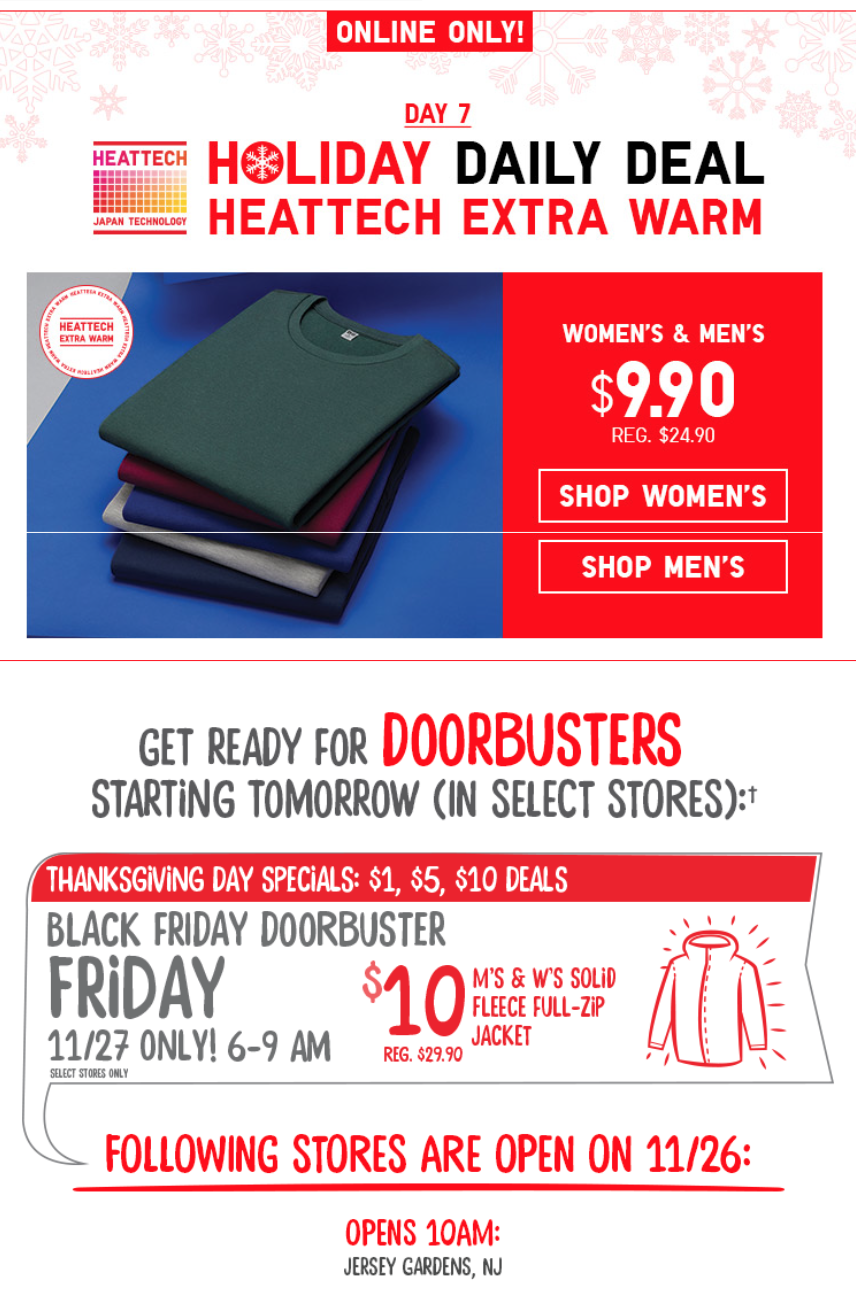 ONLINE ONLY!
DAY 7
HEATTECH
JAPAN TECHNOLOGY
HOLIDAY DAILY DEAL
HEATTECH EXTRA WARM
HEATTECH
EXTRA WARM
WOMEN'S & MEN'S
$9.90
REG. $24.90
SHOP WOMEN'S
SHOP MEN'S
GET READY FOR DOORBUSTERS
STARTING TOMORROW (IN SELECT STORES):†
THANKSGIVING DAY SPECIALS: $1, $5, $10 DEALS
BLACK FRIDAY DOORBUSTER
FRIDAY
11/27 ONLY! 6-9 AM
SELECT STORES ONLY
$10
REG. $29.90
M'S & W'S SOLID
FLEECE FULL-ZIP
JACKET
FOLLOWING STORES ARE OPEN ON 11/26:
OPENS 10AM:
JERSEY GARDENS, NJ